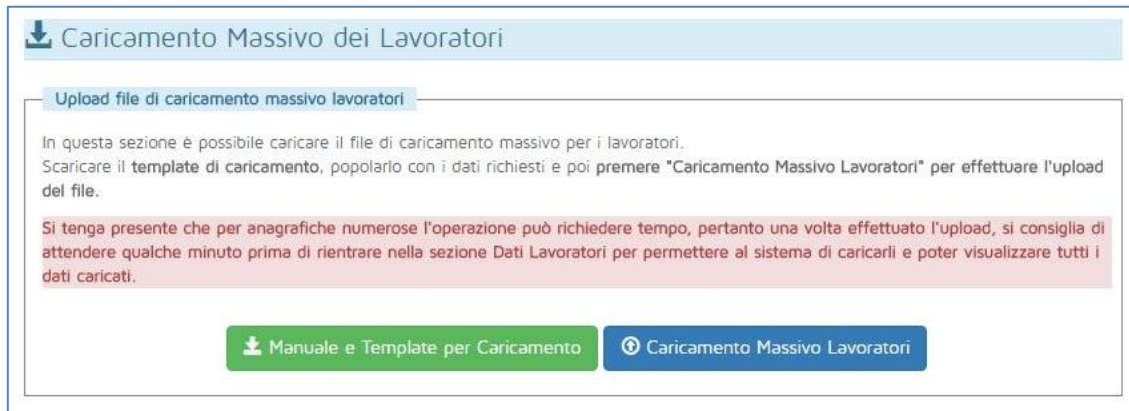 Caricamento Massivo dei Lavoratori
Upload file di caricamento massivo lavoratori
In questa sezione è possibile caricare il file di caricamento massivo per i lavoratori.
Scaricare il template di caricamento, popolarlo con i dati richiesti e poi premere "Caricamento Massivo Lavoratori" per effettuare l'upload
del file.
Si tenga presente che per anagrafiche numerose l'operazione può richiedere tempo, pertanto una volta effettuato l'upload, si consiglia di
attendere qualche minuto prima di rientrare nella sezione Dati Lavoratori per permettere al sistema di caricarli e poter visualizzare tutti i
dati caricati.
Manuale e Template per Caricamento
Caricamento Massivo Lavoratori